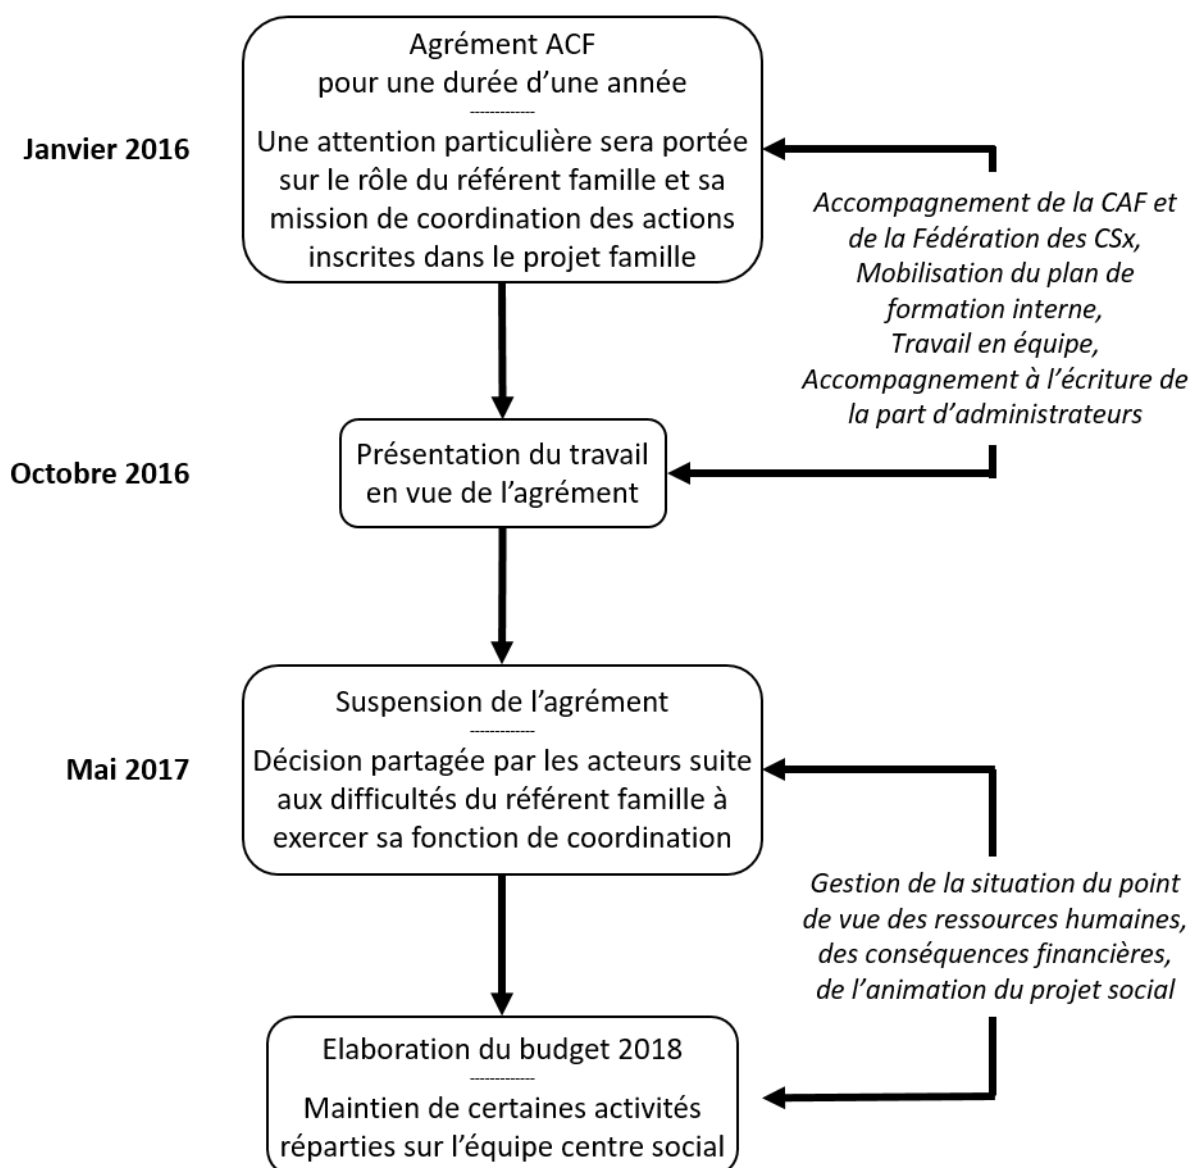 Agrément ACF
pour une durée d’une année
-------------
Janvier 2016
Une attention particulière sera portée
sur le rôle du référent famille et sa
mission de coordination des actions
inscrites dans le projet famille
Accompagnement de la CAF et
de la Fédération des CSx,
Mobilisation du plan de
formation interne,
Travail en équipe,
Accompagnement à l’écriture de
la part d’administrateurs
Octobre 2016
Présentation du travail
en vue de l’agrément
Suspension de l’agrément
-------------
Mai 2017
Décision partagée par les acteurs suite
aux difficultés du référent famille à
exercer sa fonction de coordination
Gestion de la situation du point
de vue des ressources humaines,
des conséquences financières,
de l’animation du projet social
Elaboration du budget 2018
-------------
Maintien de certaines activités
réparties sur l’équipe centre social